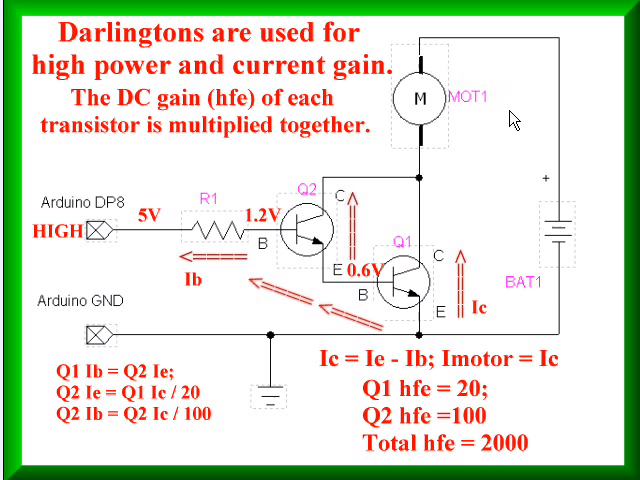 Darlingtons are used for
high power and current gain.
The DC gain (hfe) of each
transistor is multiplied together.
M
MOT1
+
Arduino DP8
R1
Q2
C
HIGH
5V
1.2V
B
Q1
C
Ib
E
0.6V
B
BAT1
E
Ic
Arduino GND
Ic = Ie - Ib; Imotor = Ic
Q1 Ib = Q2 Ie;
Q2 Ie = Q1 Ic / 20
Q2 Ib = Q2 Ic / 100
Q1 hfe = 20;
Q2 hfe =100
Total hfe = 2000